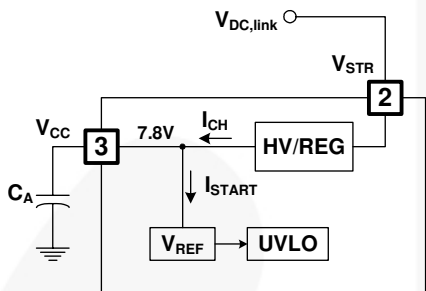 V_DC,link
V_STR
2
V_CC
3
7.8V
I_CH
HV/REG
C_A
I_START
V_REF
UVLO